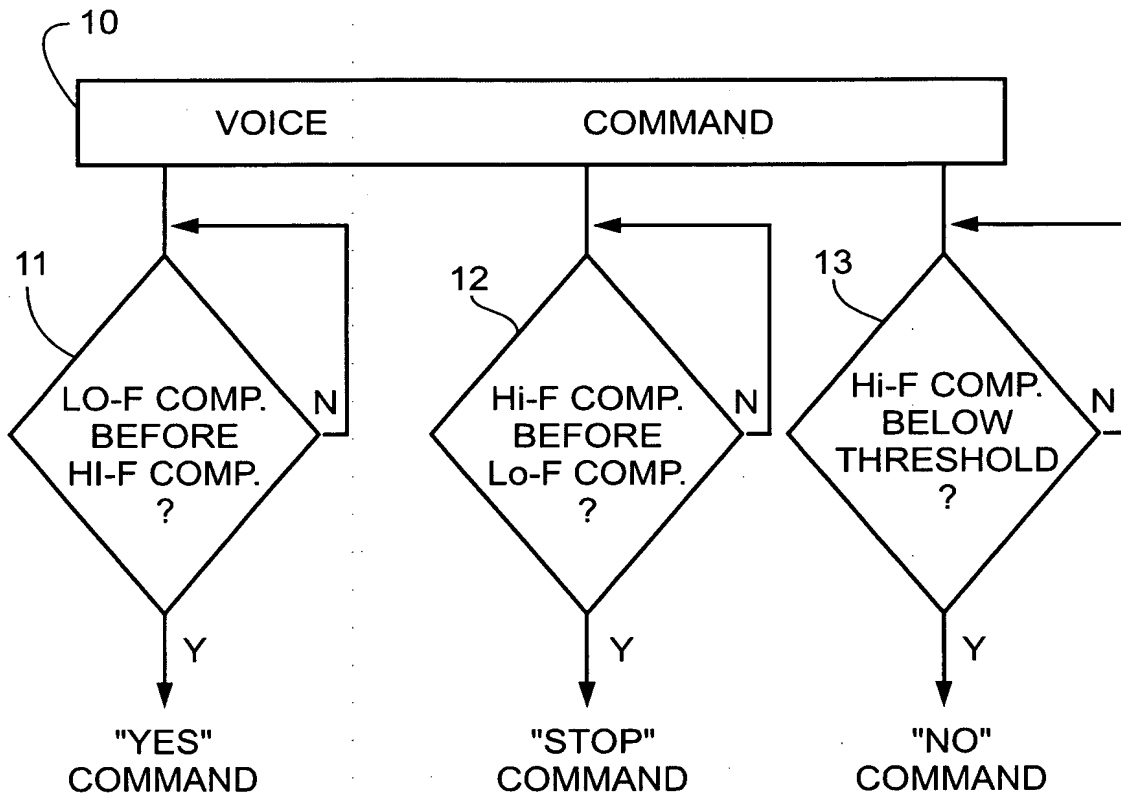 10
VOICE COMMAND
11
LO-F COMP.
BEFORE
HI-F COMP.
?
N
Y
"YES"
COMMAND
12
Hi-F COMP.
BEFORE
Lo-F COMP.
?
N
Y
"STOP"
COMMAND
13
Hi-F COMP.
BELOW
THRESHOLD
?
N
Y
"NO"
COMMAND